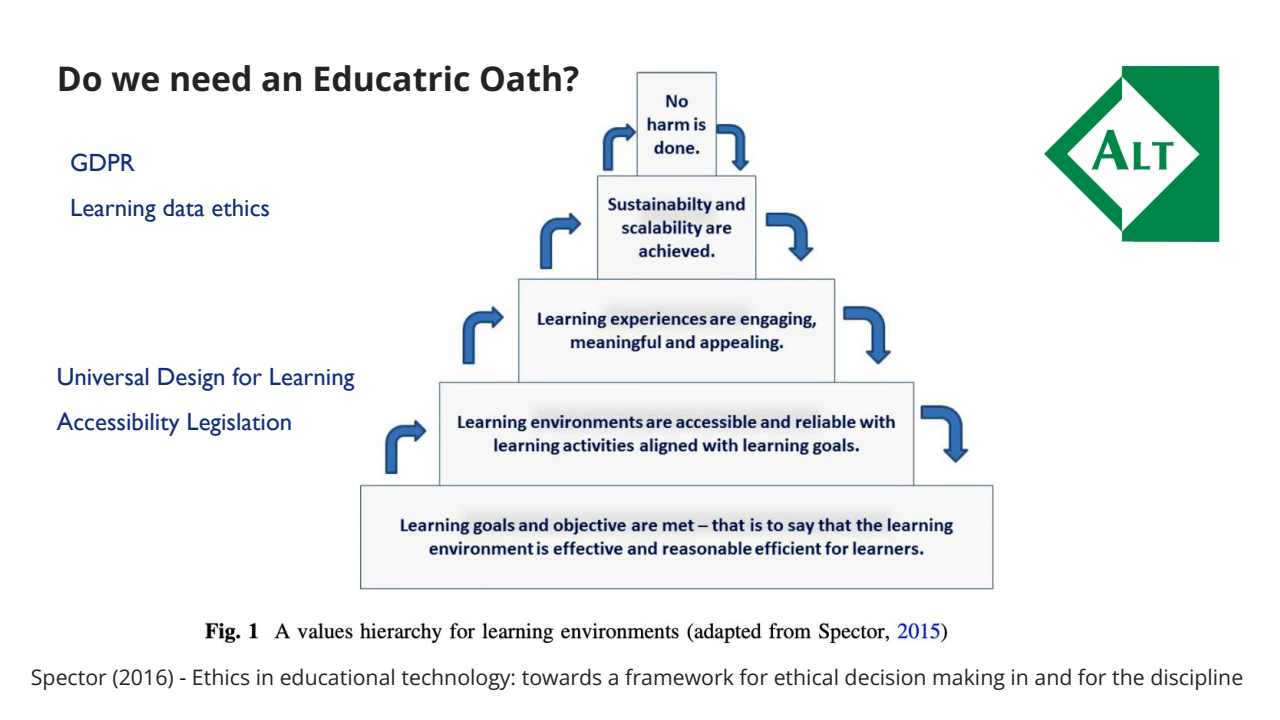 Do we need an Educatric Oath?
GDPR
Learning data ethics
Universal Design for Learning
Accessibility Legislation
No
harm is
done.
Sustainabilty and
scalability are
achieved.
Learning experiences are engaging,
meaningful and appealing.
Learning environments are accessible and reliable with
learning activities aligned with learning goals.
Learning goals and objective are met – that is to say that the learning
environment is effective and reasonable efficient for learners.
ALT
Fig. 1 A values hierarchy for learning environments (adapted from Spector, 2015)
Spector (2016) - Ethics in educational technology: towards a framework for ethical decision making in and for the discipline